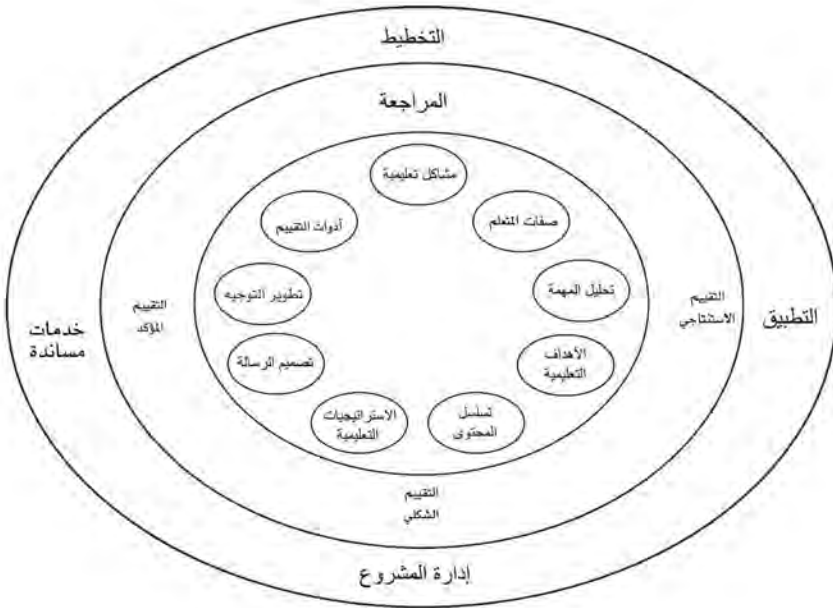 التخطيط
المراجعة
مشاكل تعليمية
صفات المتعلم
أدوات التقييم
تحليل المهمة
تطوير التوجيه
التقييم
الاستنتاجي
التقييم
المؤكد
التطبيق
خدمات
مساندة
الأهداف
التعليمية
تصميم الرسالة
تسلسل
المحتوى
الاستراتيجيات
التعليمية
التقييم
الشكلي
إدارة المشروع